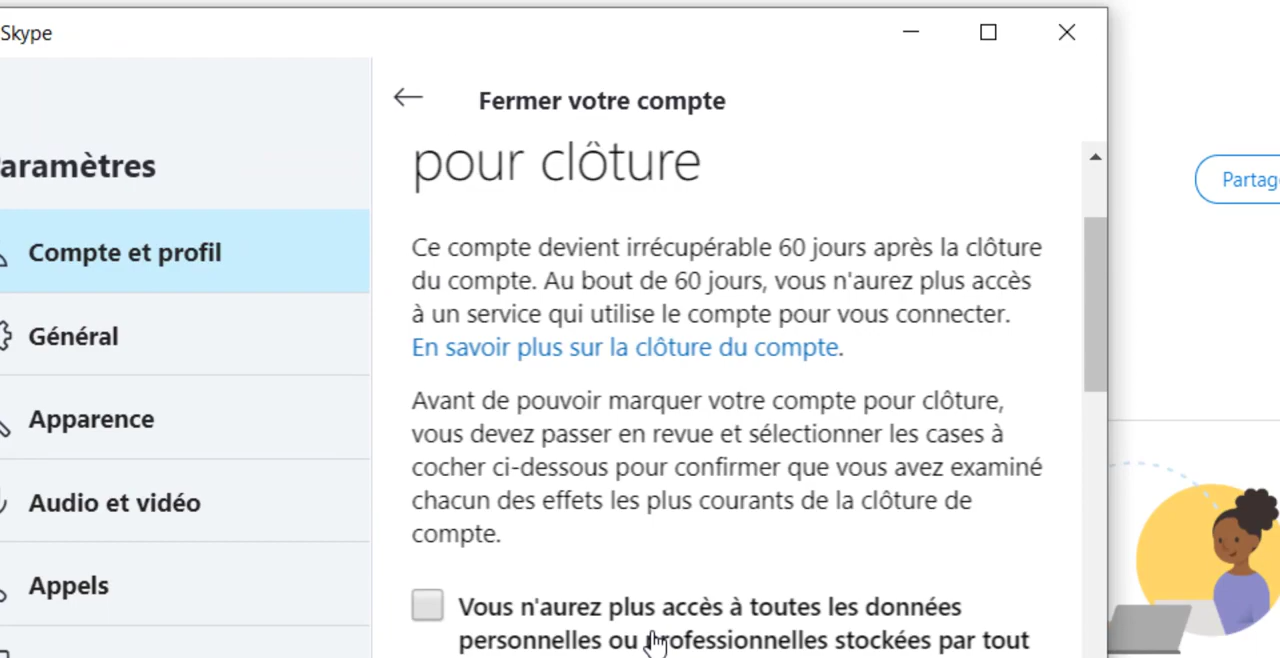 Skype
Fermer votre compte
pour clôture
aramètres
Compte et profil
Général
Apparence
Audio et vidéo
Appels
Ce compte devient irrécupérable 60 jours après la clôture
du compte. Au bout de 60 jours, vous n'aurez plus accès
à un service qui utilise le compte pour vous connecter.
En savoir plus sur la clôture du compte.
Avant de pouvoir marquer votre compte pour clôture,
vous devez passer en revue et sélectionner les cases à
cocher ci-dessous pour confirmer que vous avez examiné
chacun des effets les plus courants de la clôture de
compte.
Vous n'aurez plus accès à toutes les données
personnelles ou professionnelles stockées par tout
Partag